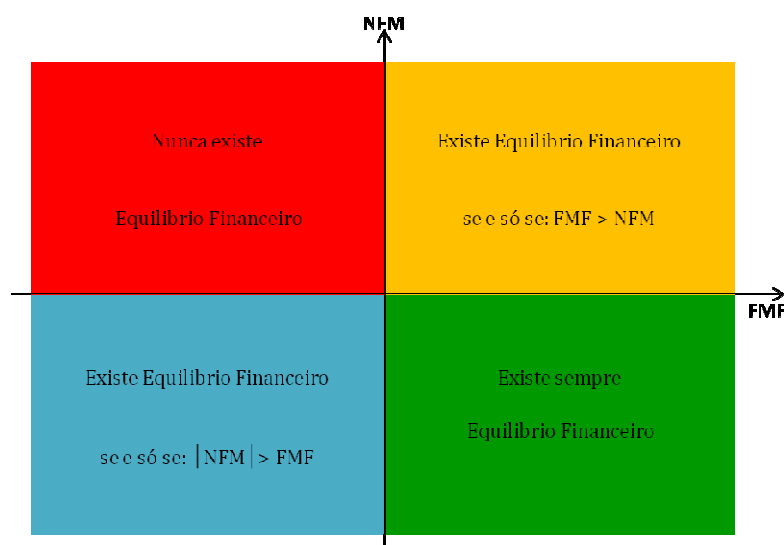 NFM
Nunca existe
Equilibrio Financeiro
Existe Equilibrio Financeiro
se e só se: FMF > NFM
FMF
Existe Equilibrio Financeiro
se e só se: |NFM|> FMF
Existe sempre
Equilibrio Financeiro